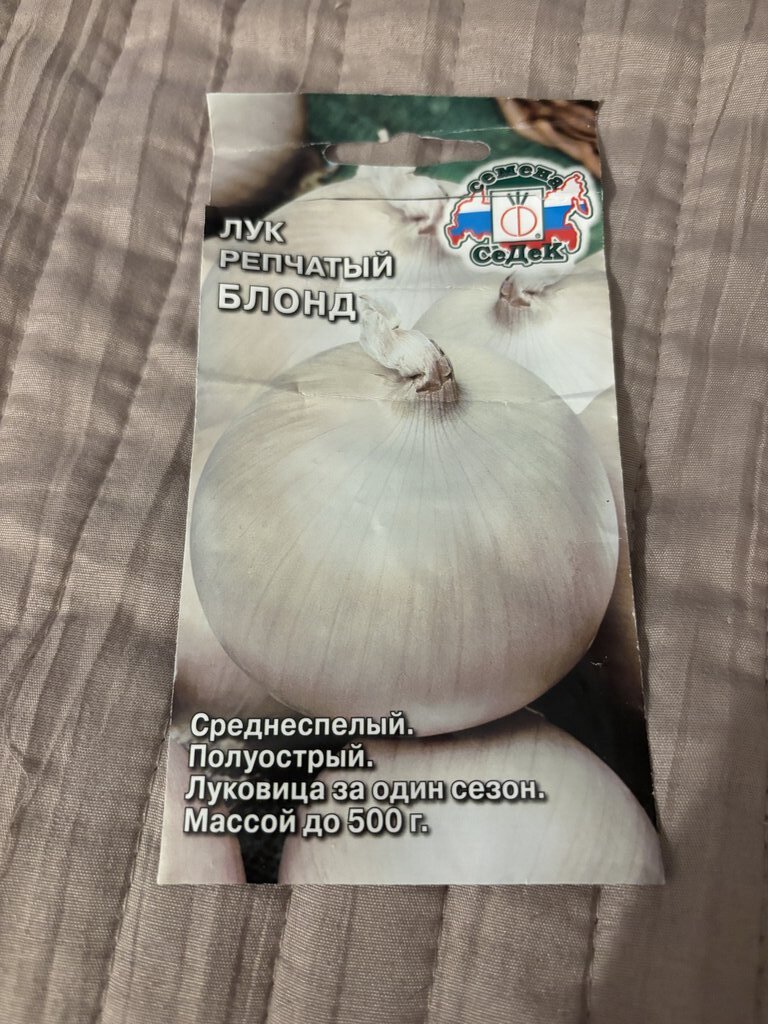 семена
СеДеК
ЛУК
РЕПЧАТЫЙ
БЛОНД
Среднеспелый.
Полуострый.
Луковица за один сезон.
Массой до 500 г.